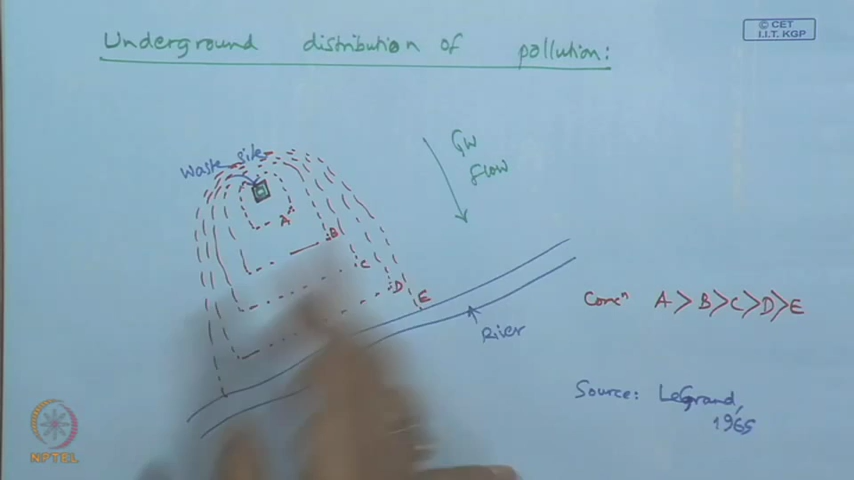 © CET
I.I.T. KGP
Underground distribution of pollution:
Waste site
GW
flow
A
B
C
D
E
River
Concn A > B > C > D > E
Source: LeGrand,
1965
NPTEL